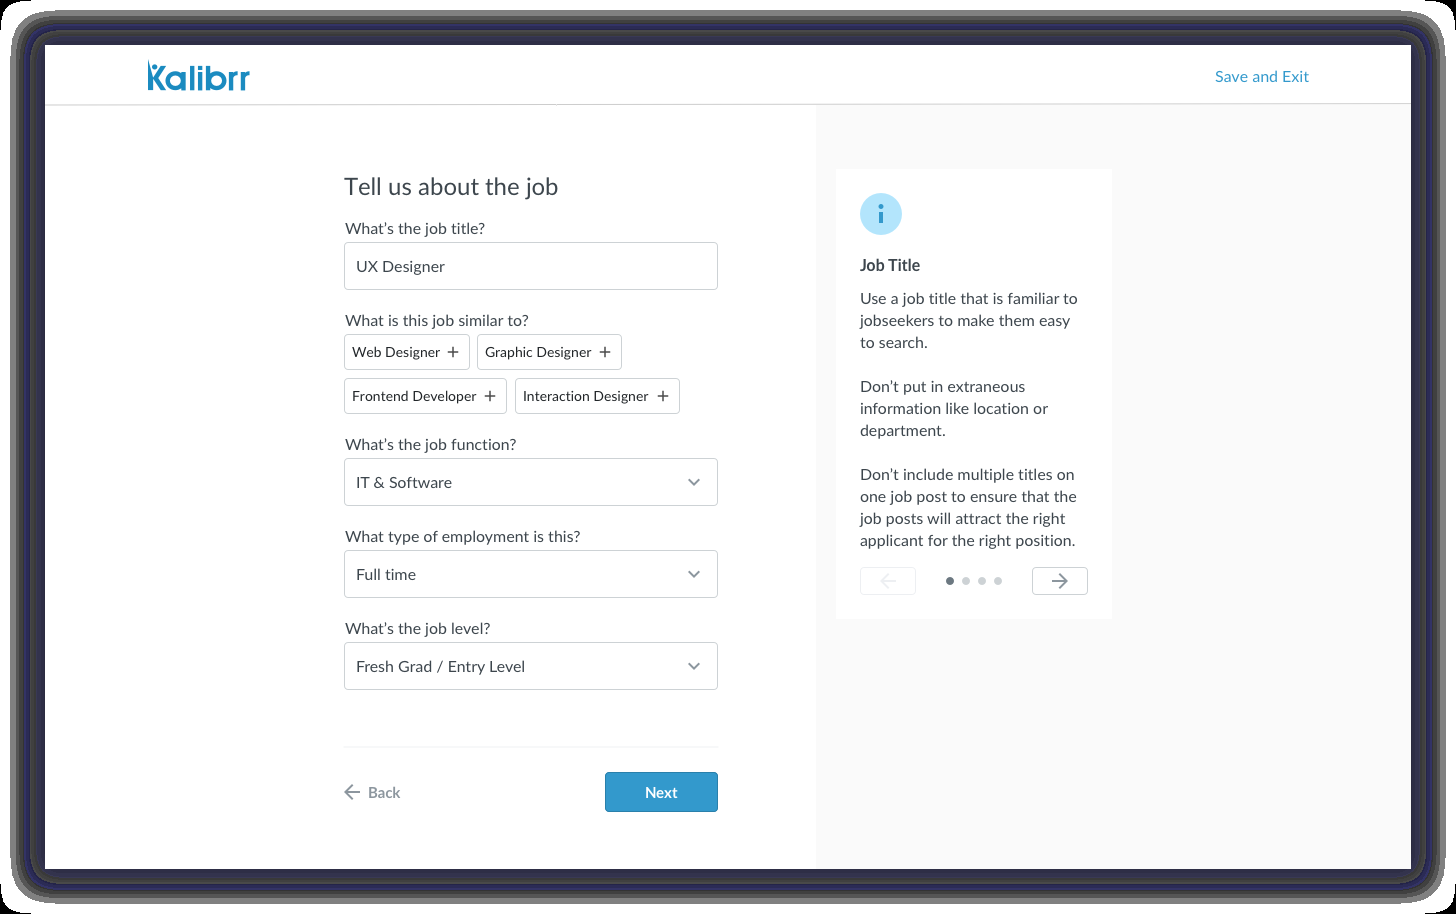 Kalibrr
Save and Exit
Tell us about the job
What's the job title?
UX Designer
What is this job similar to?
Web Designer +
Graphic Designer +
Frontend Developer +
Interaction Designer +
What's the job function?
IT & Software
What type of employment is this?
Full time
What's the job level?
Fresh Grad / Entry Level
Back
Next
Job Title
Use a job title that is familiar to
jobseekers to make them easy
to search.
Don't put in extraneous
information like location or
department.
Don't include multiple titles on
one job post to ensure that the
job posts will attract the right
applicant for the right position.